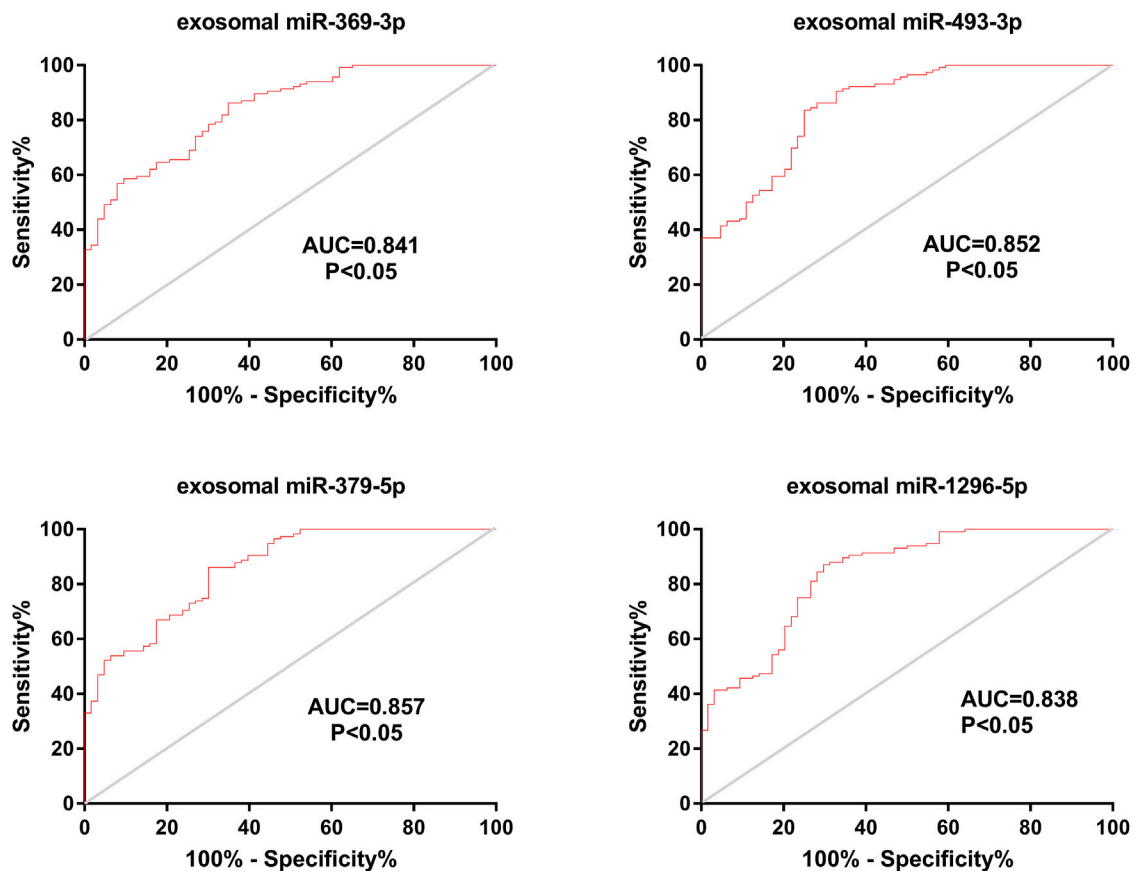 exosomal miR-369-3p
Sensitivity%
100
80
60
40
20
0
AUC=0.841
P<0.05
0 20 40 60 80 100
100% - Specificity%
exosomal miR-493-3p
Sensitivity%
100
80
60
40
20
0
AUC=0.852
P<0.05
0 20 40 60 80 100
100% - Specificity%
exosomal miR-379-5p
Sensitivity%
100
80
60
40
20
0
AUC=0.857
P<0.05
0 20 40 60 80 100
100% - Specificity%
exosomal miR-1296-5p
Sensitivity%
100
80
60
40
20
0
AUC=0.838
P<0.05
0 20 40 60 80 100
100% - Specificity%